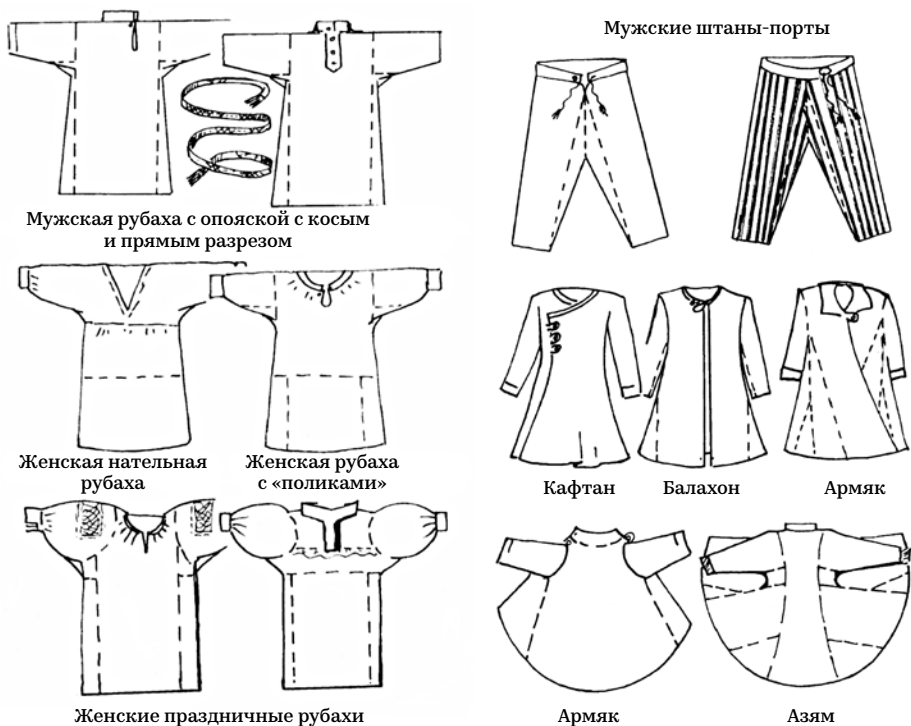 Мужские штаны-порты
Мужская рубаха с опояской с косым
и прямым разрезом
Женская нательная
рубаха
Женская рубаха
с «поликами»
Кафтан
Балахон
Армяк
Женские праздничные рубахи
Армяк
Азям